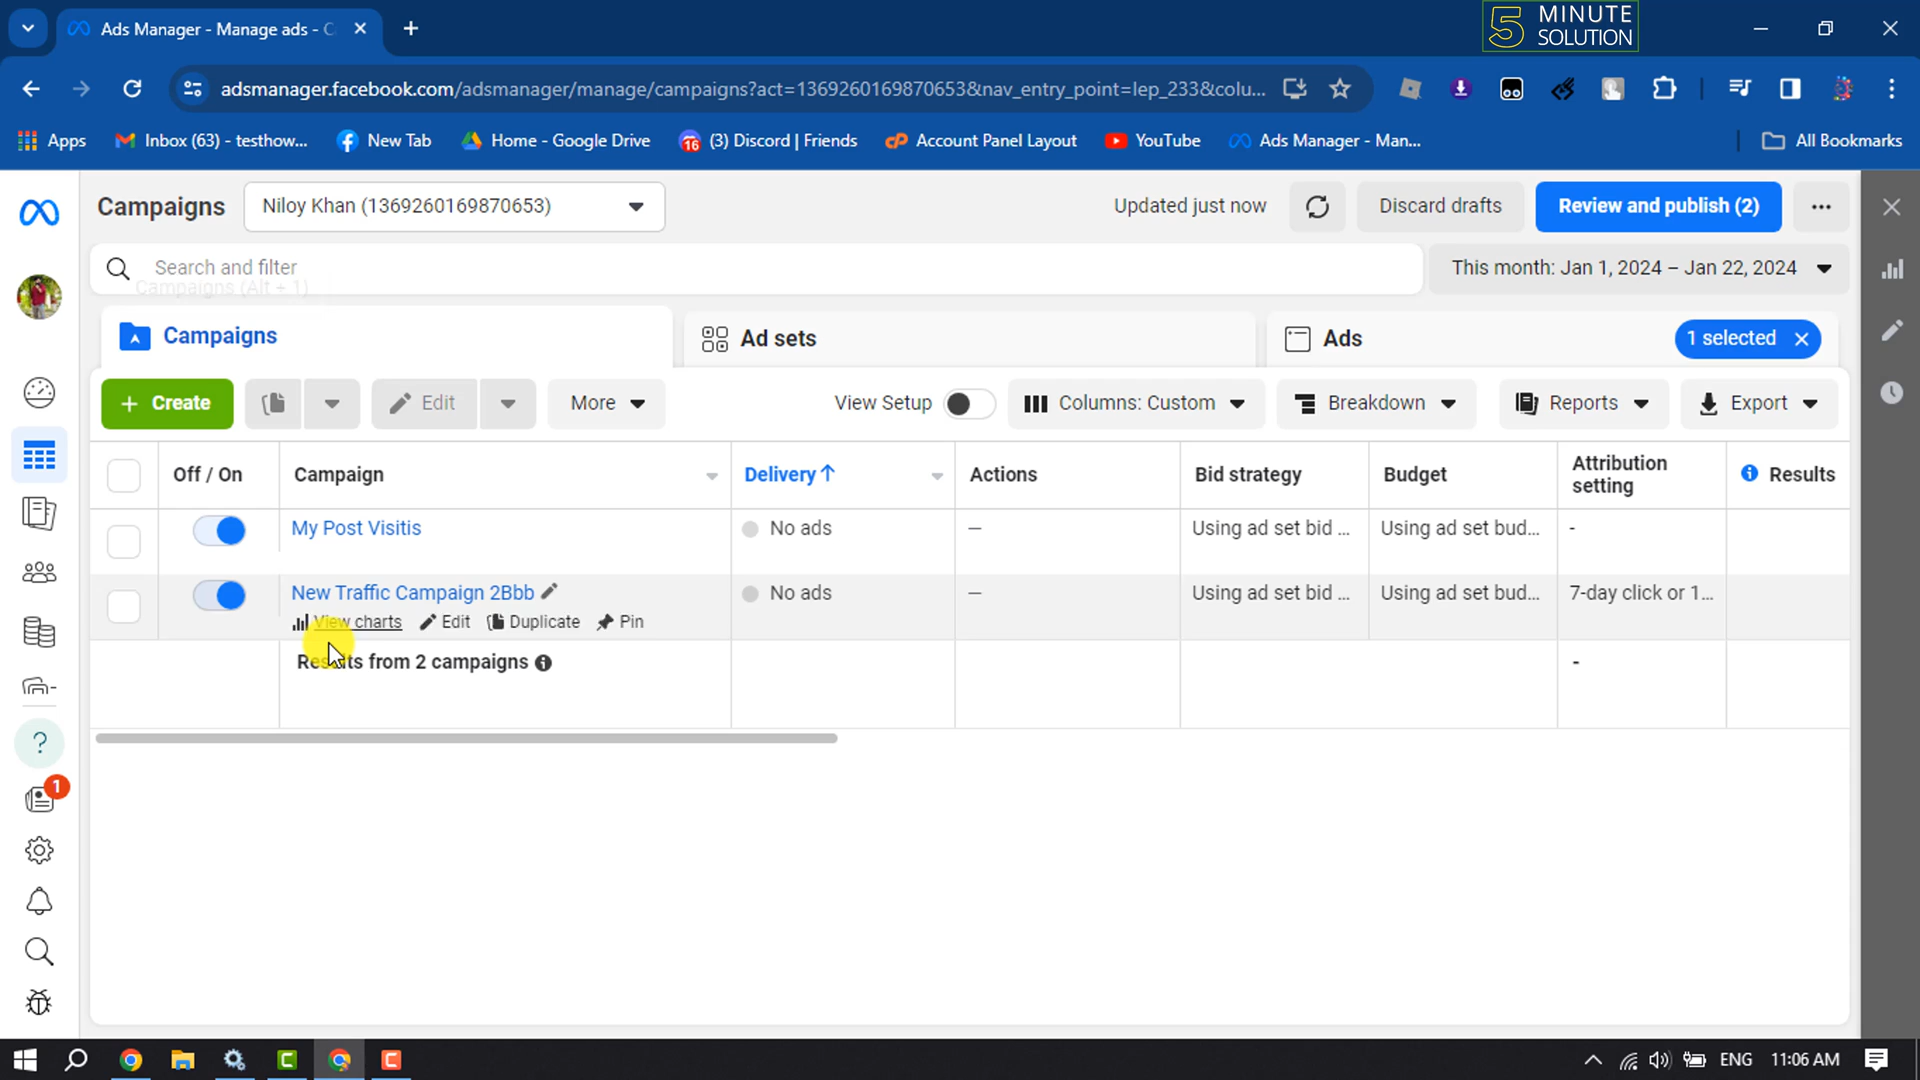 Ads Manager - Manage ads - C
5 MINUTE SOLUTION
adsmanager.facebook.com/adsmanager/manage/campaigns?act=1369260169870653&nav_entry_point=lep_233&colu...
Apps
Inbox (63) - testhow...
New Tab
Home - Google Drive
16
(3) Discord | Friends
Account Panel Layout
YouTube
Ads Manager - Man...
All Bookmarks
Campaigns
Niloy Khan (1369260169870653)
Updated just now
Discard drafts
Review and publish (2)
Search and filter
Campaigns (Alt + 1)
This month: Jan 1, 2024 – Jan 22, 2024
Campaigns
Ad sets
Ads
1 selected
+ Create
Edit
More
View Setup
Columns: Custom
Breakdown
Reports
Export
Off / On
Campaign
Delivery ↑
Actions
Bid strategy
Budget
Attribution setting
Results
My Post Visitis
No ads
—
Using ad set bid ...
Using ad set bud...
-
New Traffic Campaign 2Bbb
View charts
Edit
Duplicate
Pin
No ads
—
Using ad set bid ...
Using ad set bud...
7-day click or 1...
Results from 2 campaigns
-
?
1
ENG
11:06 AM